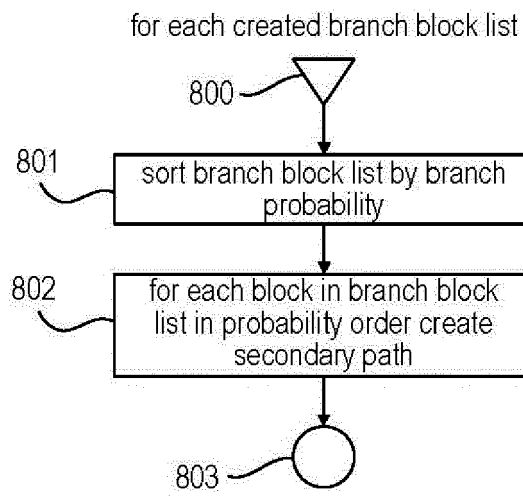 for each created branch block list
800
801
sort branch block list by branch
probability
802
for each block in branch block
list in probability order create
secondary path
803